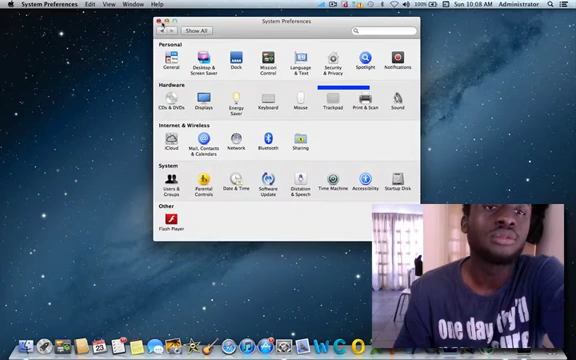 System Preferences Edit View Window Help
100% Sun 10:08 AM Administrator
System Preferences
Show All
Personal
General
Desktop & Screen Saver
Dock
Mission Control
Language & Text
Security & Privacy
Spotlight
Notifications
Hardware
CDs & DVDs
Displays
Energy Saver
Keyboard
Mouse
Trackpad
Print & Scan
Sound
Internet & Wireless
iCloud
Mail, Contacts & Calendars
Network
Bluetooth
Sharing
System
Users & Groups
Parental Controls
Date & Time
Software Update
Dictation & Speech
Time Machine
Accessibility
Startup Disk
Other
Flash Player
One day I'll
23